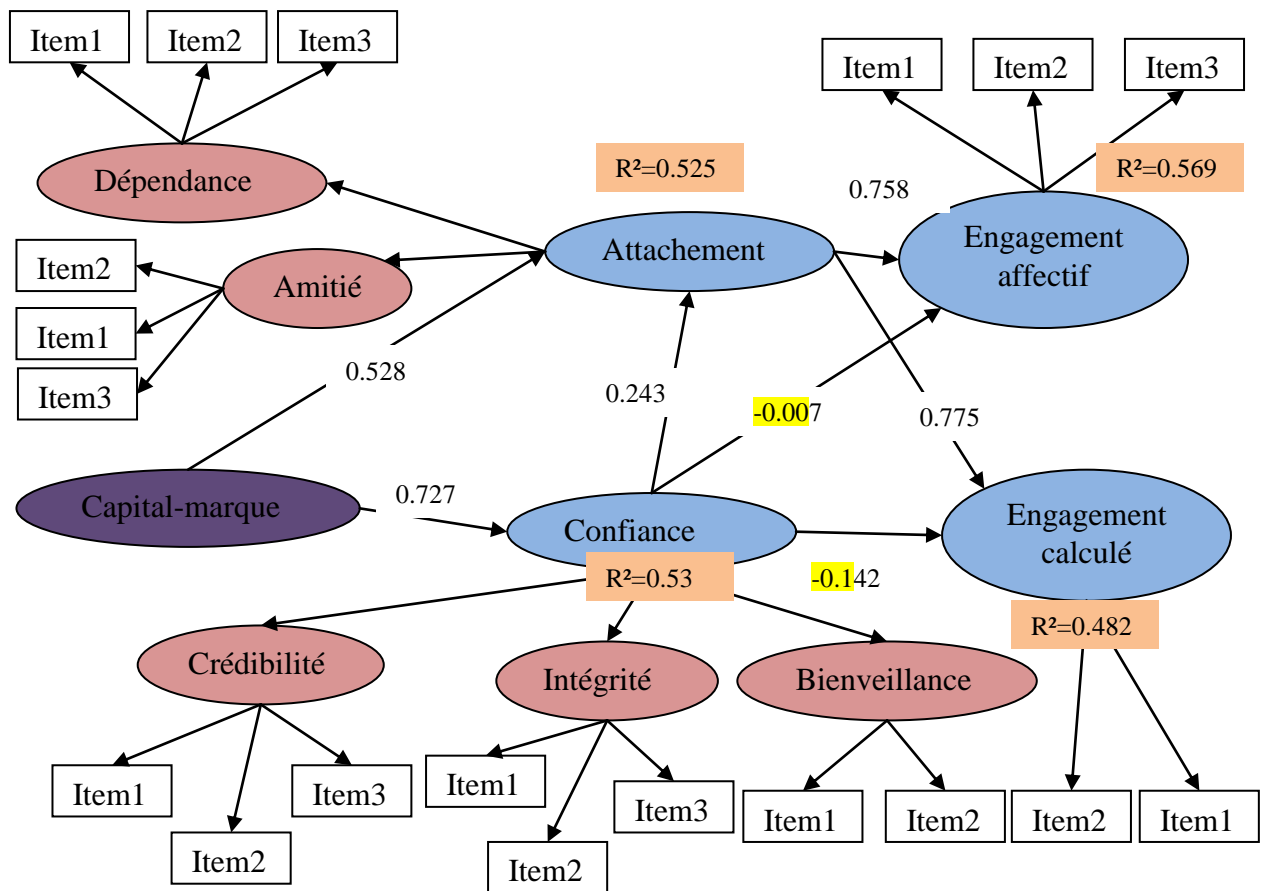 Item1
Item2
Item3
Item1
Item2
Item3
Dépendance
R²=0.525
R²=0.569
0.758
Attachement
Engagement
affectif
Item2
Amitié
Item1
Item3
0.528
0.243
-0.007
0.775
Capital-marque
0.727
Confiance
Engagement
calculé
R²=0.53
-0.142
R²=0.482
Crédibilité
Intégrité
Bienveillance
Item1
Item3
Item2
Item1
Item3
Item2
Item1
Item2
Item2
Item1